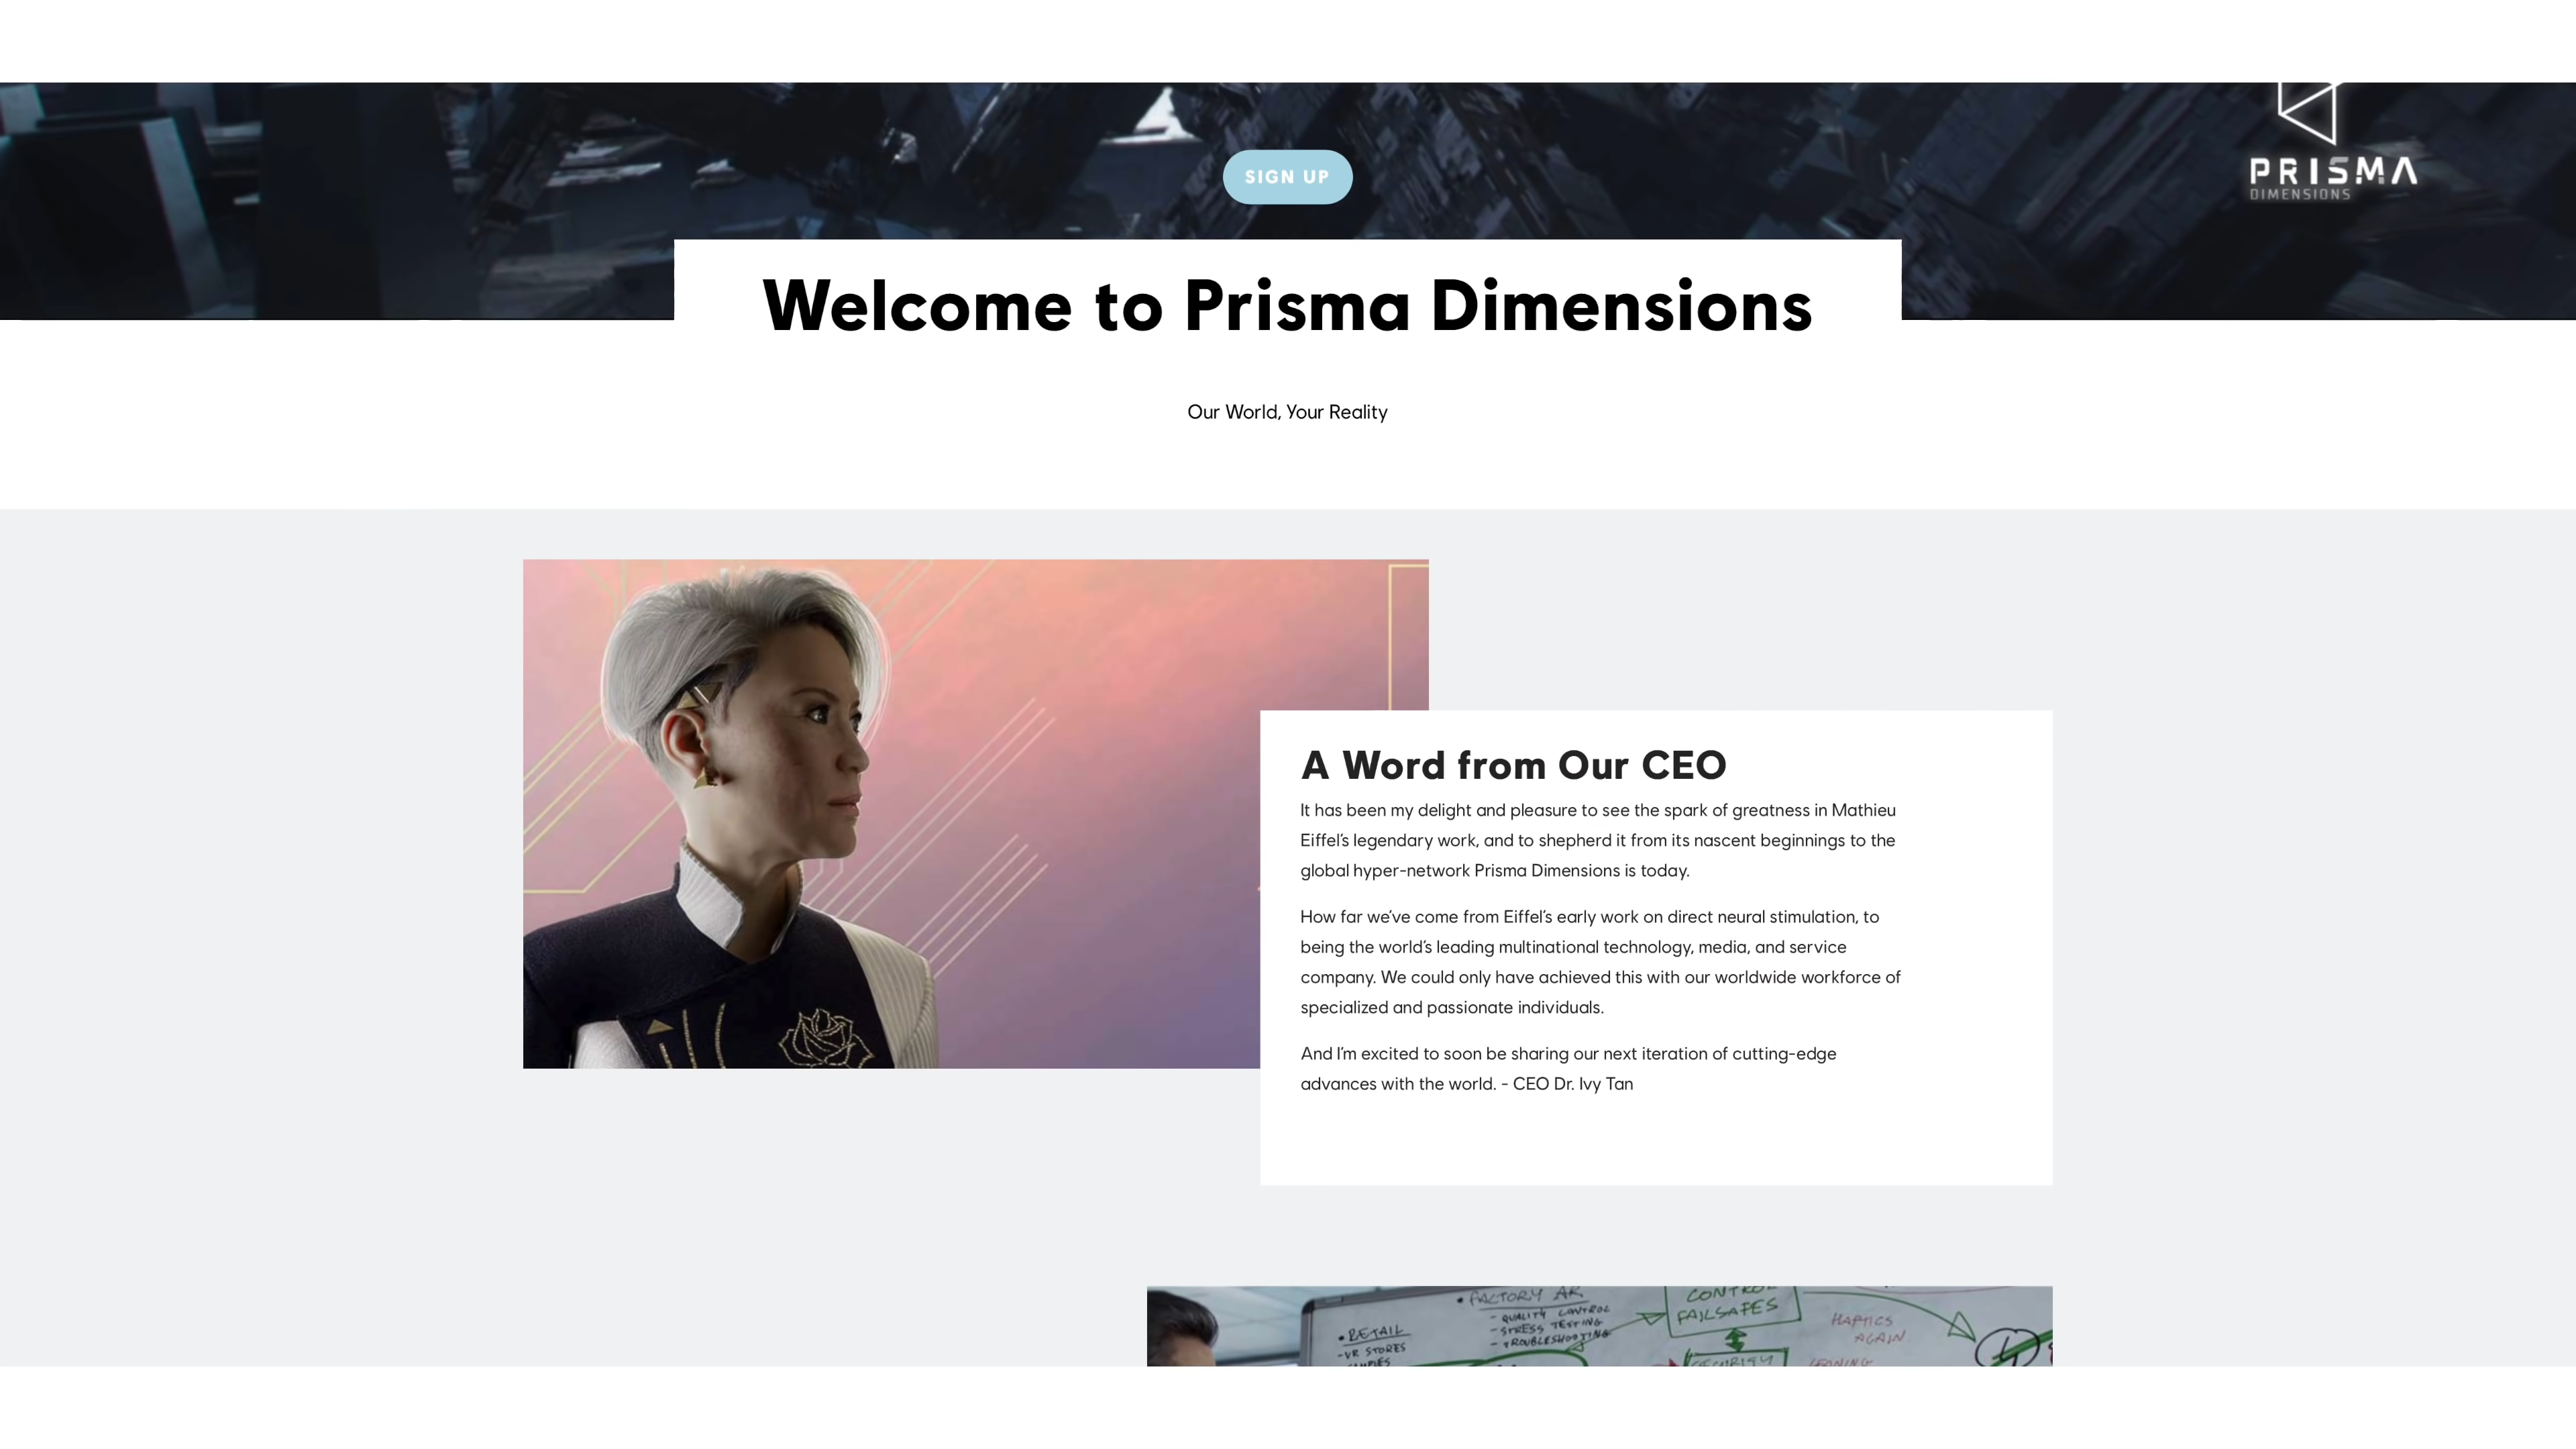 PRISMA
DIMENSIONS
SIGN UP
Welcome to Prisma Dimensions
Our World, Your Reality
A Word from Our CEO
It has been my delight and pleasure to see the spark of greatness in Mathieu
Eiffel's legendary work, and to shepherd it from its nascent beginnings to the
global hyper-network Prisma Dimensions is today.
How far we've come from Eiffel's early work on direct neural stimulation, to
being the world's leading multinational technology, media, and service
company. We could only have achieved this with our worldwide workforce of
specialized and passionate individuals.
And I'm excited to soon be sharing our next iteration of cutting-edge
advances with the world. - CEO Dr. Ivy Tan
• RETAIL
- VR STORES
• FACTORY AR
- QUALITY CONTROL
- STRESS TESTING
- TROUBLESHOOTING
CONTROL
FAILSAFES
HAPTICS
AGAIN